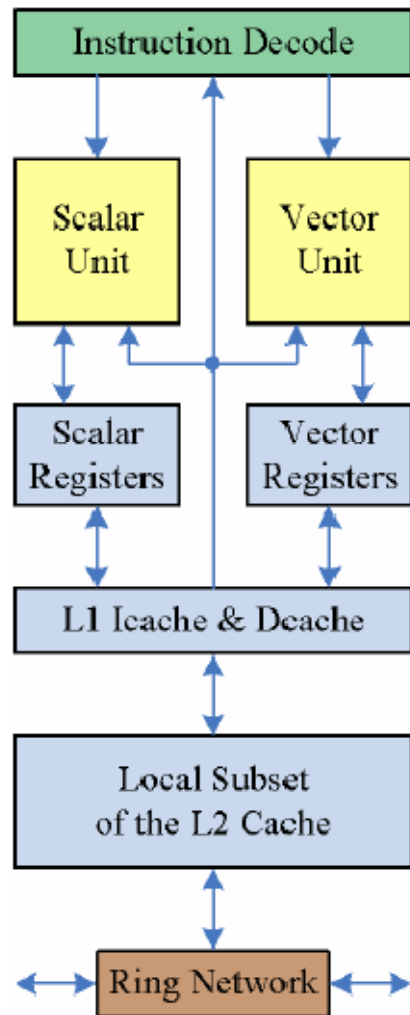 Instruction Decode
Scalar
Unit
Vector
Unit
Scalar
Registers
Vector
Registers
L1 Icache & Dcache
Local Subset
of the L2 Cache
Ring Network